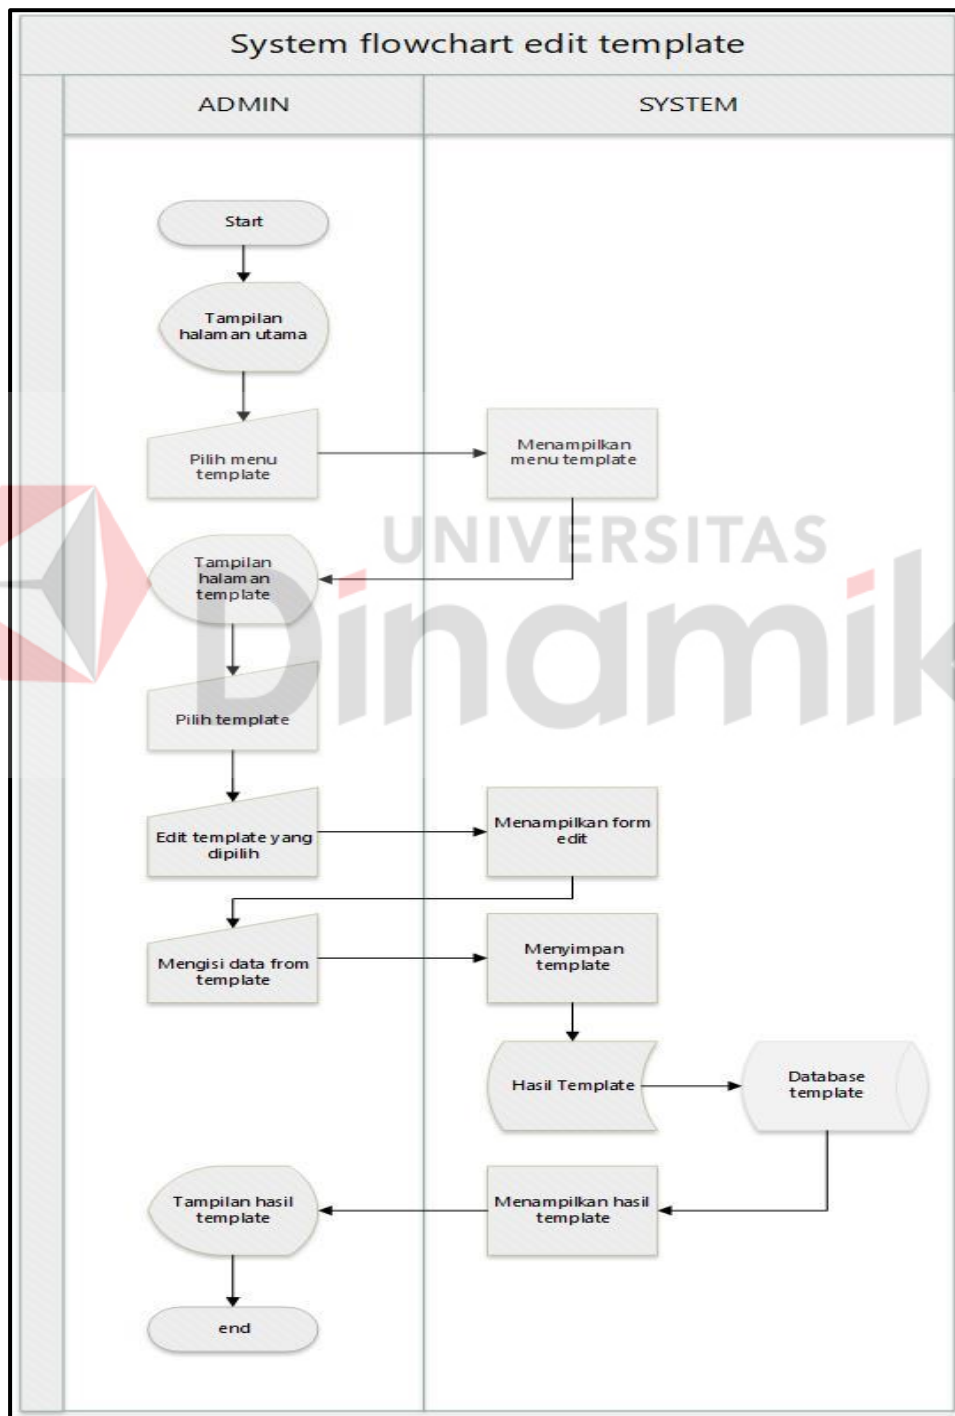 System flowchart edit template
ADMIN
SYSTEM
Start
Tampilan
halaman utama
Pilih menu
template
Menampilkan
menu template
Tampilan
halaman
template
Pilih template
Edit template yang
dipilih
Menampilkan form
edit
Mengisi data from
template
Menyimpan
template
Hasil Template
Database
template
Menampilkan hasil
template
Tampilan hasil
template
end
UNIVERSITAS
Dinamik